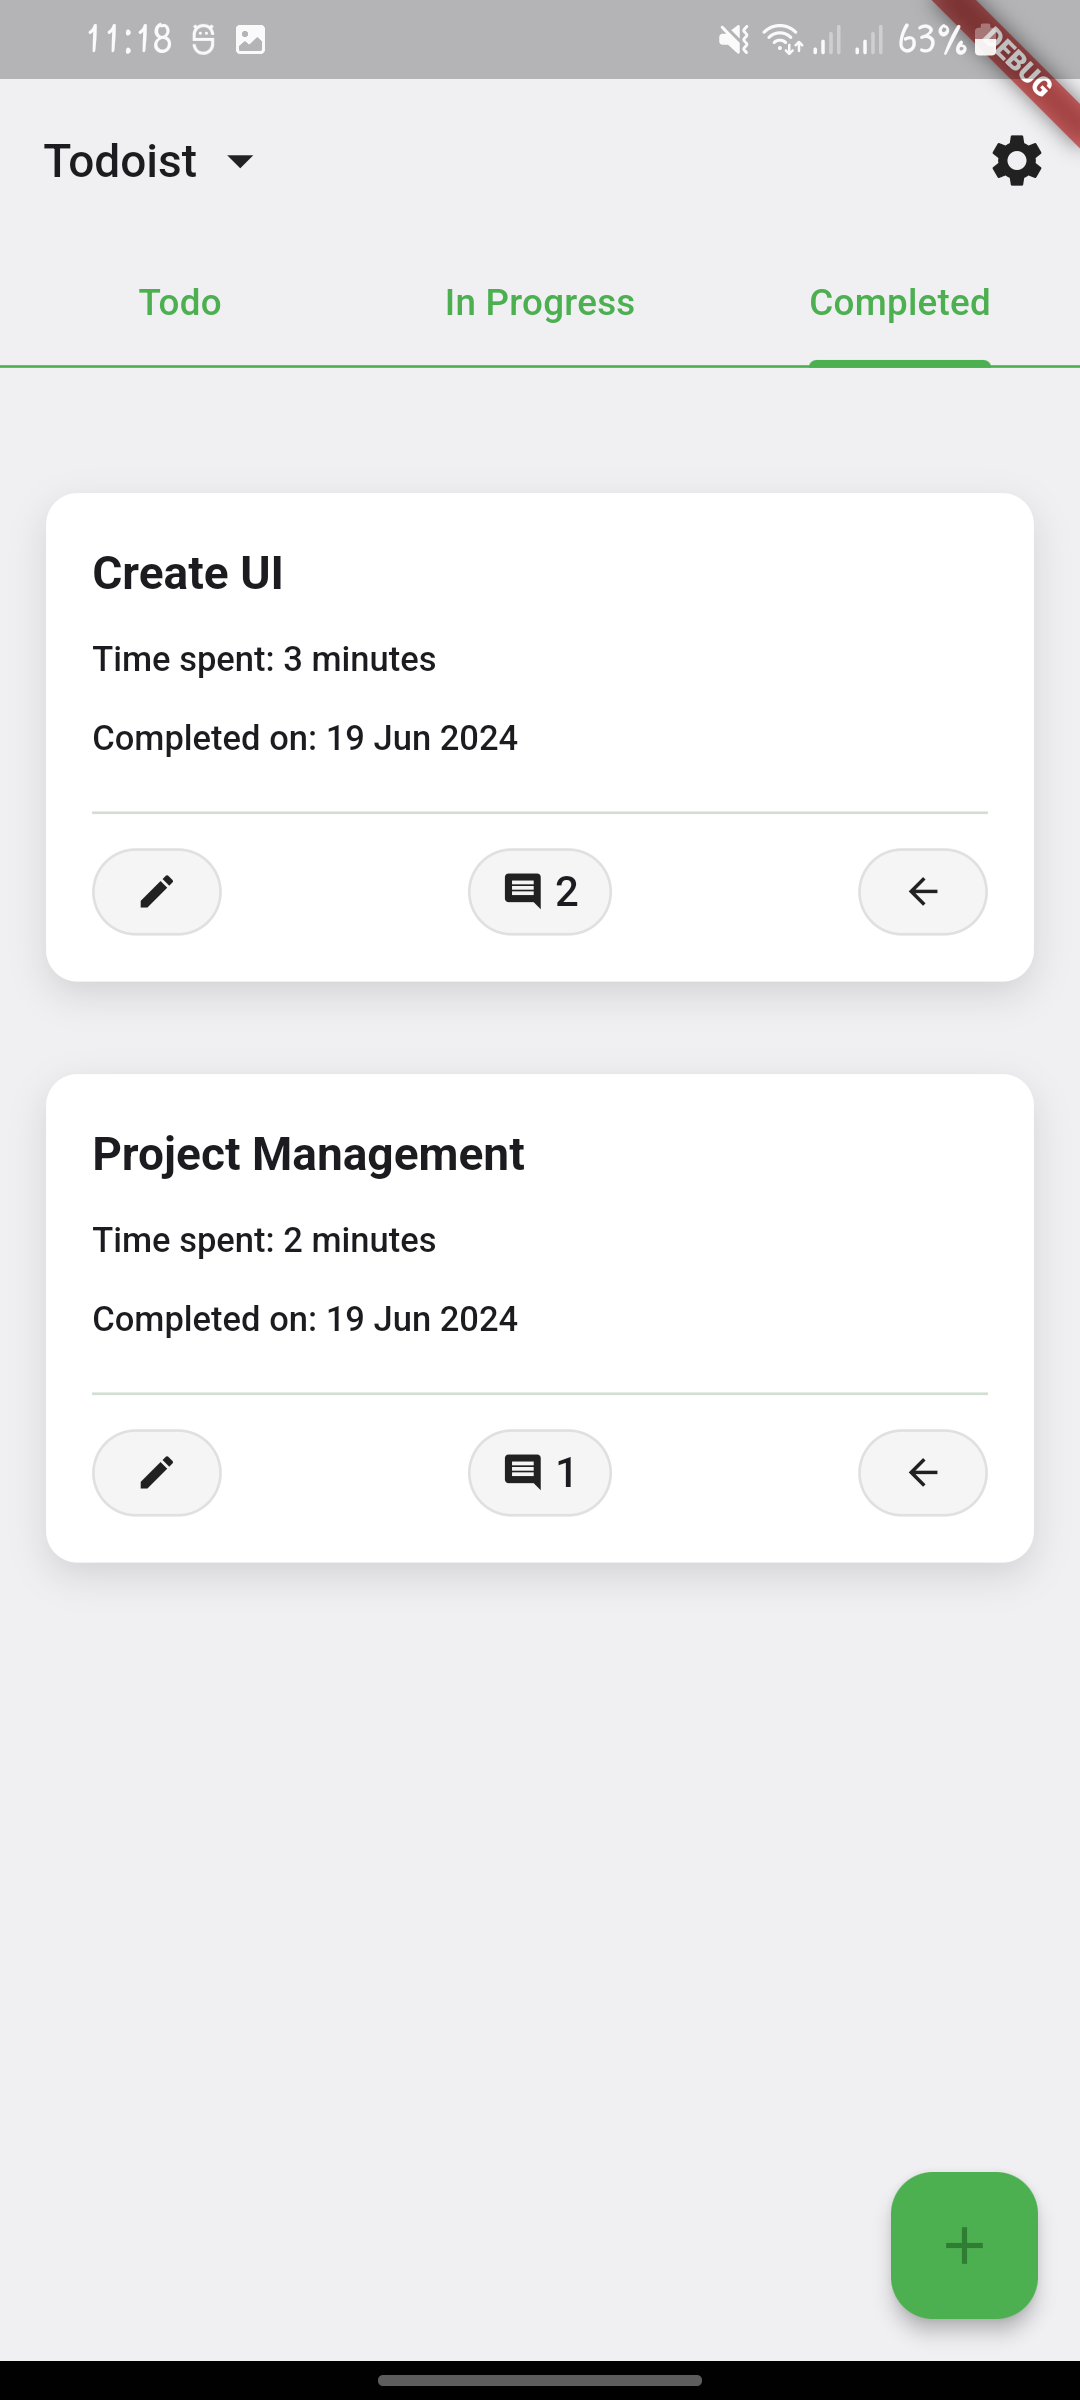 11:18 63%
DEBUG
Todoist
Todo In Progress Completed
Create UI
Time spent: 3 minutes
Completed on: 19 Jun 2024
2
Project Management
Time spent: 2 minutes
Completed on: 19 Jun 2024
1